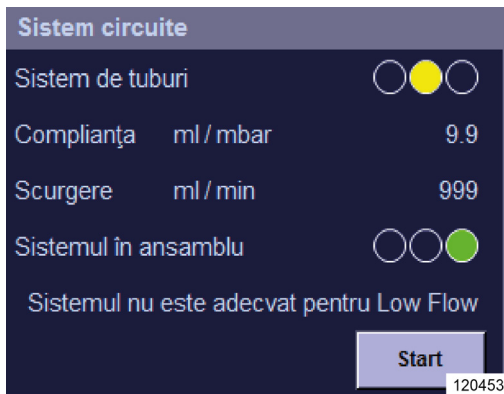 Sistem circuite
Sistem de tuburi
Complianţa ml / mbar 9.9
Scurgere ml / min 999
Sistemul în ansamblu
Sistemul nu este adecvat pentru Low Flow
Start
120453